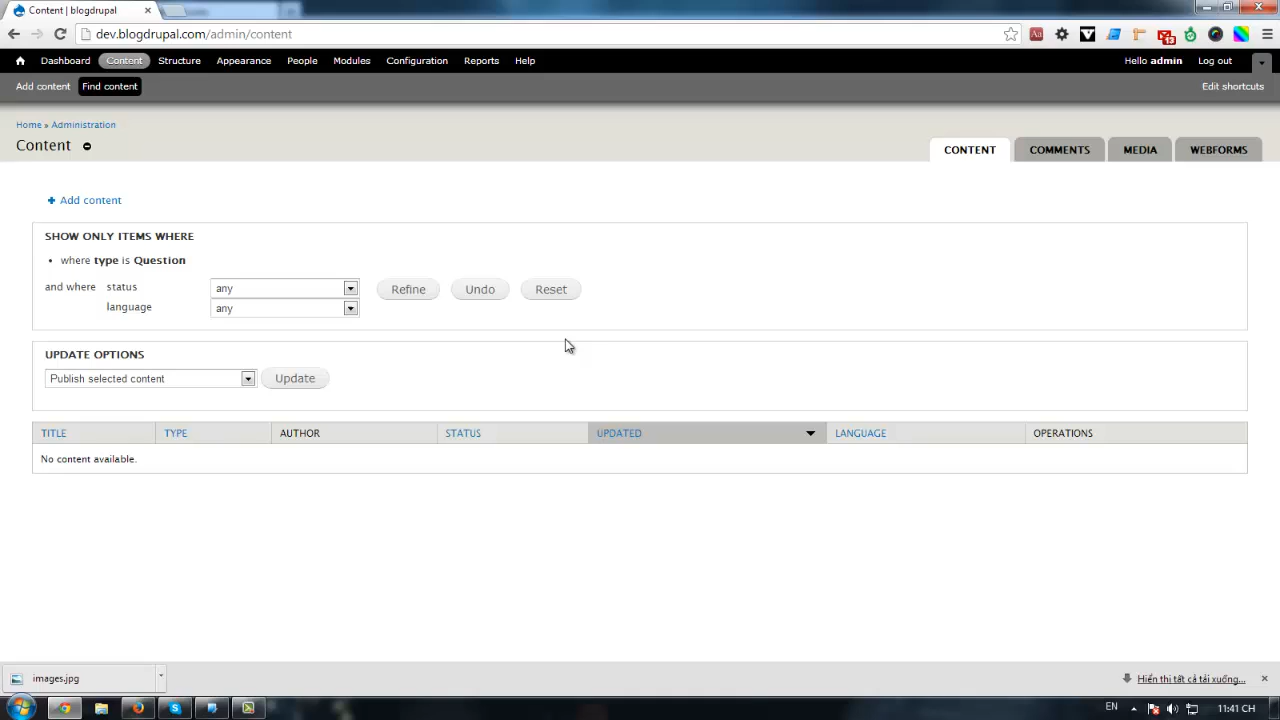 Content | blogdrupal
dev.blogdrupal.com/admin/content
13
Dashboard Content Structure Appearance People Modules Configuration Reports Help Hello admin Log out
Add content Find content Edit shortcuts
Home » Administration
Content
CONTENT COMMENTS MEDIA WEBFORMS
Add content
SHOW ONLY ITEMS WHERE
where type is Question
and where status any Refine Undo Reset
language any
UPDATE OPTIONS
Publish selected content Update
TITLE TYPE AUTHOR STATUS UPDATED LANGUAGE OPERATIONS
No content available.
images.jpg Hiển thị tất cả tải xuống...
EN 11:41 CH